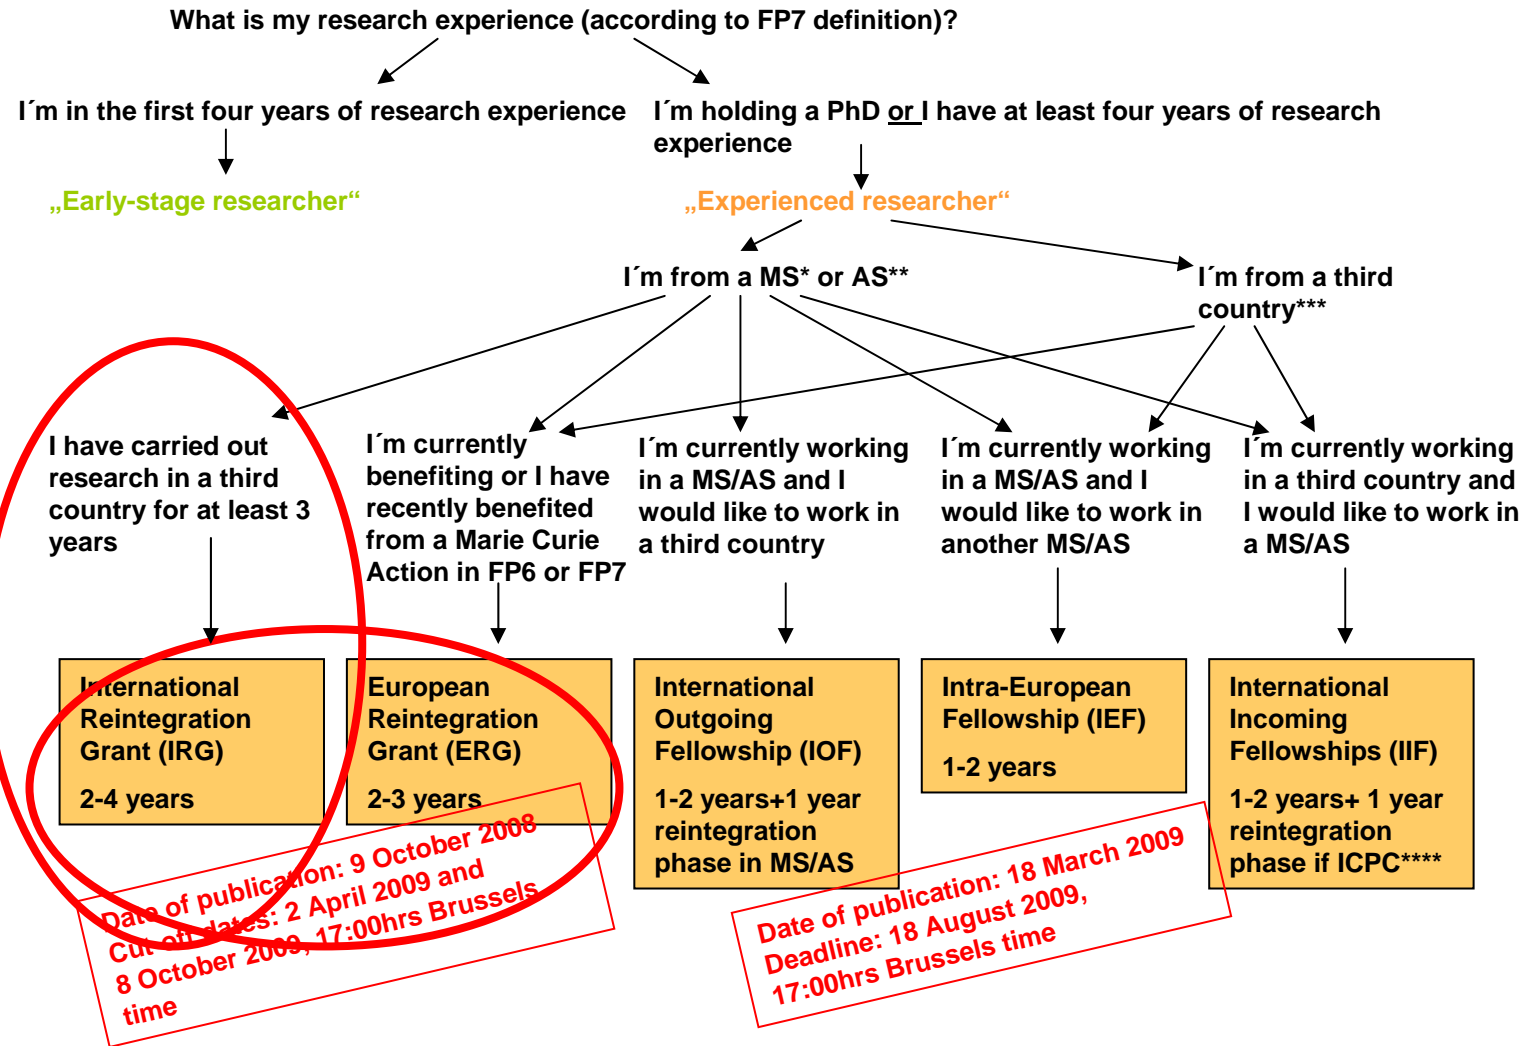 What is my research experience (according to FP7 definition)?
I´m in the first four years of research experience
I´m holding a PhD or I have at least four years of research
experience
„Early-stage researcher“
„Experienced researcher“
I´m from a MS* or AS**
I´m from a third
country***
I have carried out
research in a third
country for at least 3
years
I´m currently
benefiting or I have
recently benefited
from a Marie Curie
Action in FP6 or FP7
I´m currently working
in a MS/AS and I
would like to work in
a third country
I´m currently working
in a MS/AS and I
would like to work in
another MS/AS
I´m currently working
in a third country and
I would like to work in
a MS/AS
International
Reintegration
Grant (IRG)
2-4 years
European
Reintegration
Grant (ERG)
2-3 years
International
Outgoing
Fellowship (IOF)
1-2 years+1 year
reintegration
phase in MS/AS
Intra-European
Fellowship (IEF)
1-2 years
International
Incoming
Fellowships (IIF)
1-2 years+ 1 year
reintegration
phase if ICPC****
Date of publication: 9 October 2008
Cut-off dates: 2 April 2009 and
8 October 2009, 17:00hrs Brussels
time
Date of publication: 18 March 2009
Deadline: 18 August 2009,
17:00hrs Brussels time